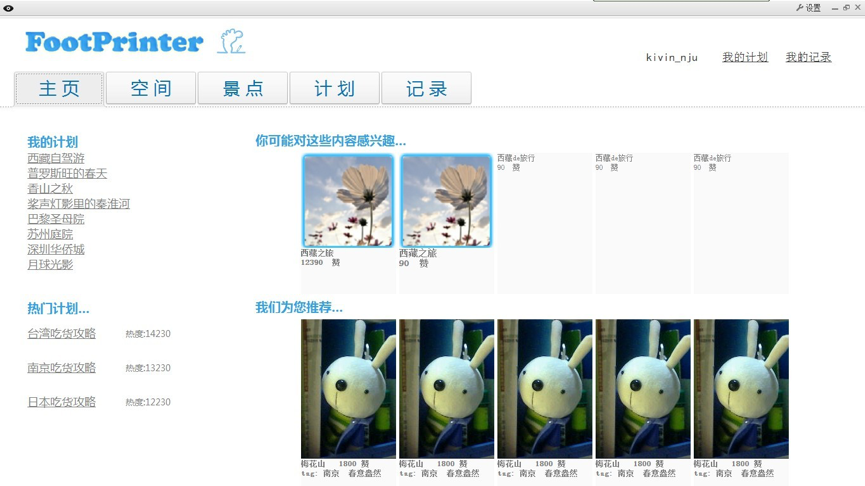 设置
FootPrinter
kivin_nju 我的计划 我的记录
主页 空间 景点 计划 记录
我的计划
西藏自驾游
普罗斯旺的春天
香山之秋
桨声灯影里的秦淮河
巴黎圣母院
苏州庭院
深圳华侨城
月球光影
热门计划...
台湾吃货攻略 热度:14230
南京吃货攻略 热度:13230
日本吃货攻略 热度:12230
你可能对这些内容感兴趣...
西藏之旅 西藏之旅 西藏de旅行 西藏de旅行 西藏de旅行
12390 赞 90 赞 90 赞 90 赞 90 赞
我们为您推荐...
梅花山 1800 赞 梅花山 1800 赞 梅花山 1800 赞 梅花山 1800 赞 梅花山 1800 赞
tag: 南京 春意盎然 tag: 南京 春意盎然 tag: 南京 春意盎然 tag: 南京 春意盎然 tag: 南京 春意盎然